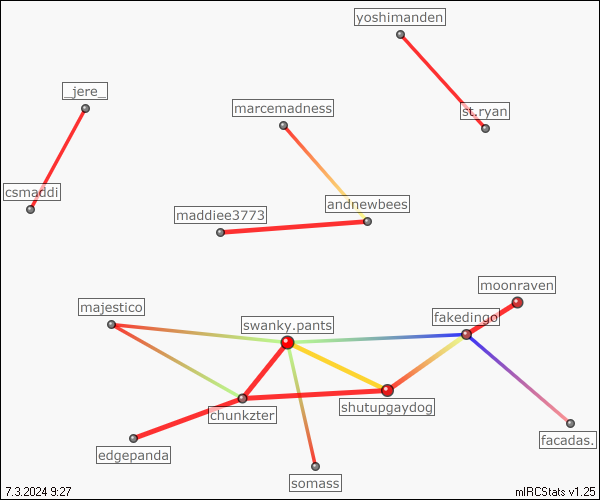 yoshimanden
_jere_
marcemadness
st.ryan
csmaddi
andnewbees
maddiee3773
moonraven
majestico
fakedingo
swanky.pants
shutupgaydog
chunkzter
facadas.
edgepanda
somass
7.3.2024 9:27
mIRCStats v1.25